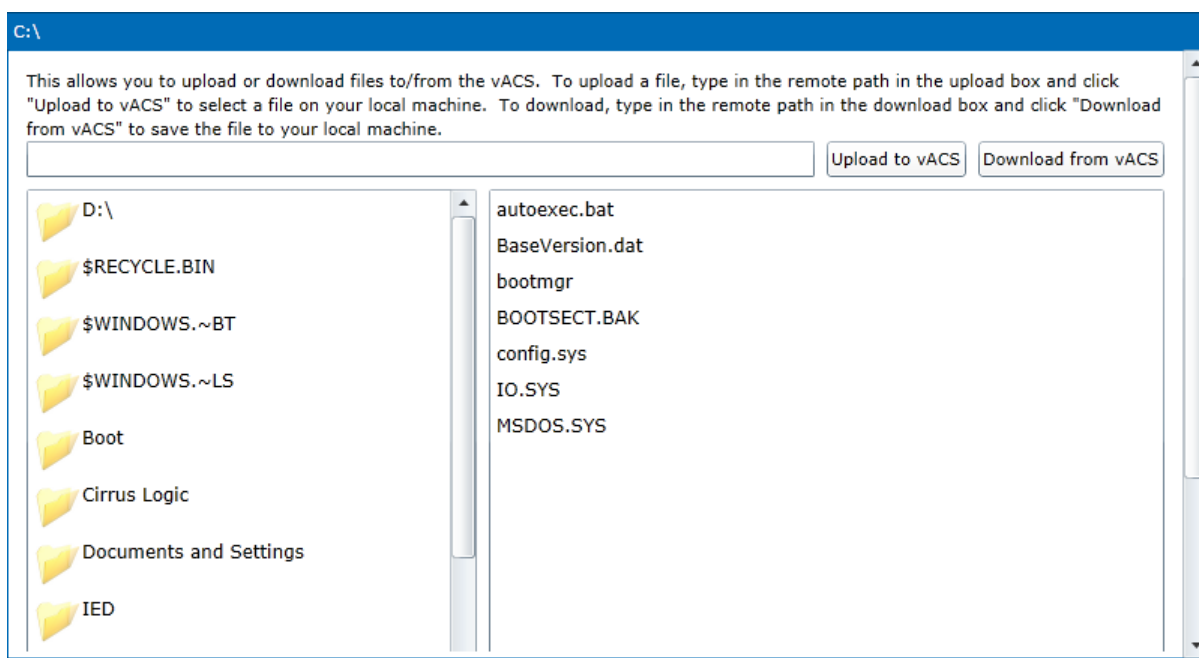 C:\
This allows you to upload or download files to/from the vACS.  To upload a file, type in the remote path in the upload box and click
"Upload to vACS" to select a file on your local machine.  To download, type in the remote path in the download box and click "Download
from vACS" to save the file to your local machine.
Upload to vACS
Download from vACS
D:\
$RECYCLE.BIN
$WINDOWS.~BT
$WINDOWS.~LS
Boot
Cirrus Logic
Documents and Settings
IED
autoexec.bat
BaseVersion.dat
bootmgr
BOOTSECT.BAK
config.sys
IO.SYS
MSDOS.SYS